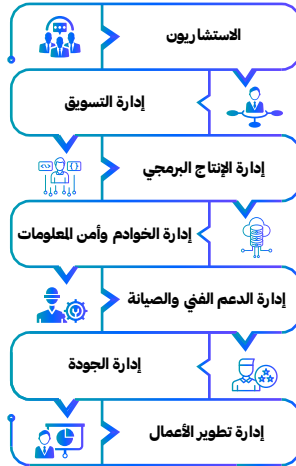 الاستشاريون
إدارة التسويق
إدارة الإنتاج البرمجي
إدارة الخوادم وأمن المعلومات
إدارة الدعم الفني والصيانة
إدارة الجودة
إدارة تطوير الأعمال